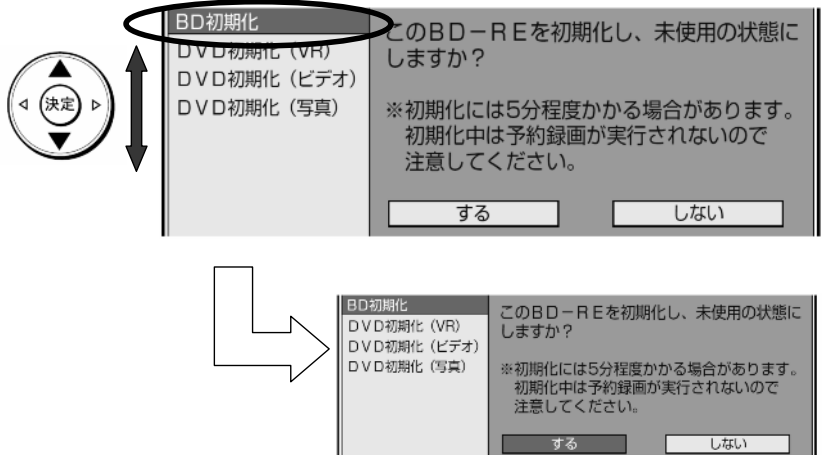 決定
BD初期化
DVD初期化（VR）
DVD初期化（ビデオ）
DVD初期化（写真）
このBD－REを初期化し、未使用の状態に
しますか？
※初期化には5分程度かかる場合があります。
初期化中は予約録画が実行されないので
注意してください。
する
しない
BD初期化
DVD初期化（VR）
DVD初期化（ビデオ）
DVD初期化（写真）
このBD－REを初期化し、未使用の状態に
しますか？
※初期化には5分程度かかる場合があります。
初期化中は予約録画が実行されないので
注意してください。
する
しない